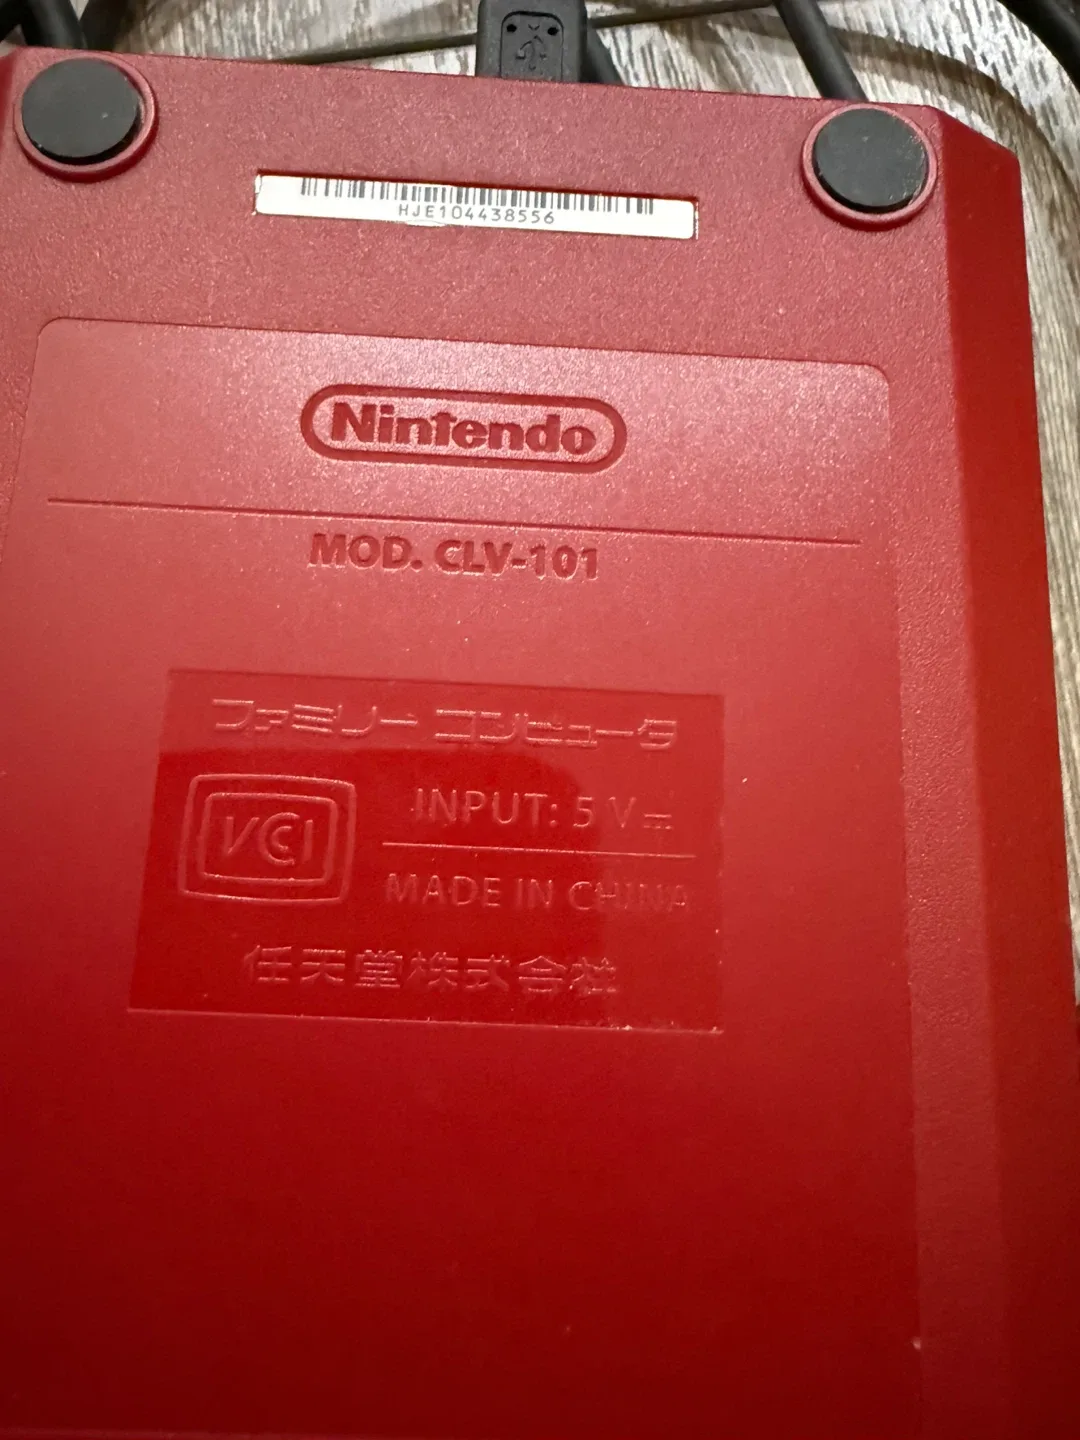 HJE104438556
Nintendo
MOD. CLV-101
ファミリー コンピュータ
VCI
INPUT: 5 V⎓
MADE IN CHINA
任天堂株式会社